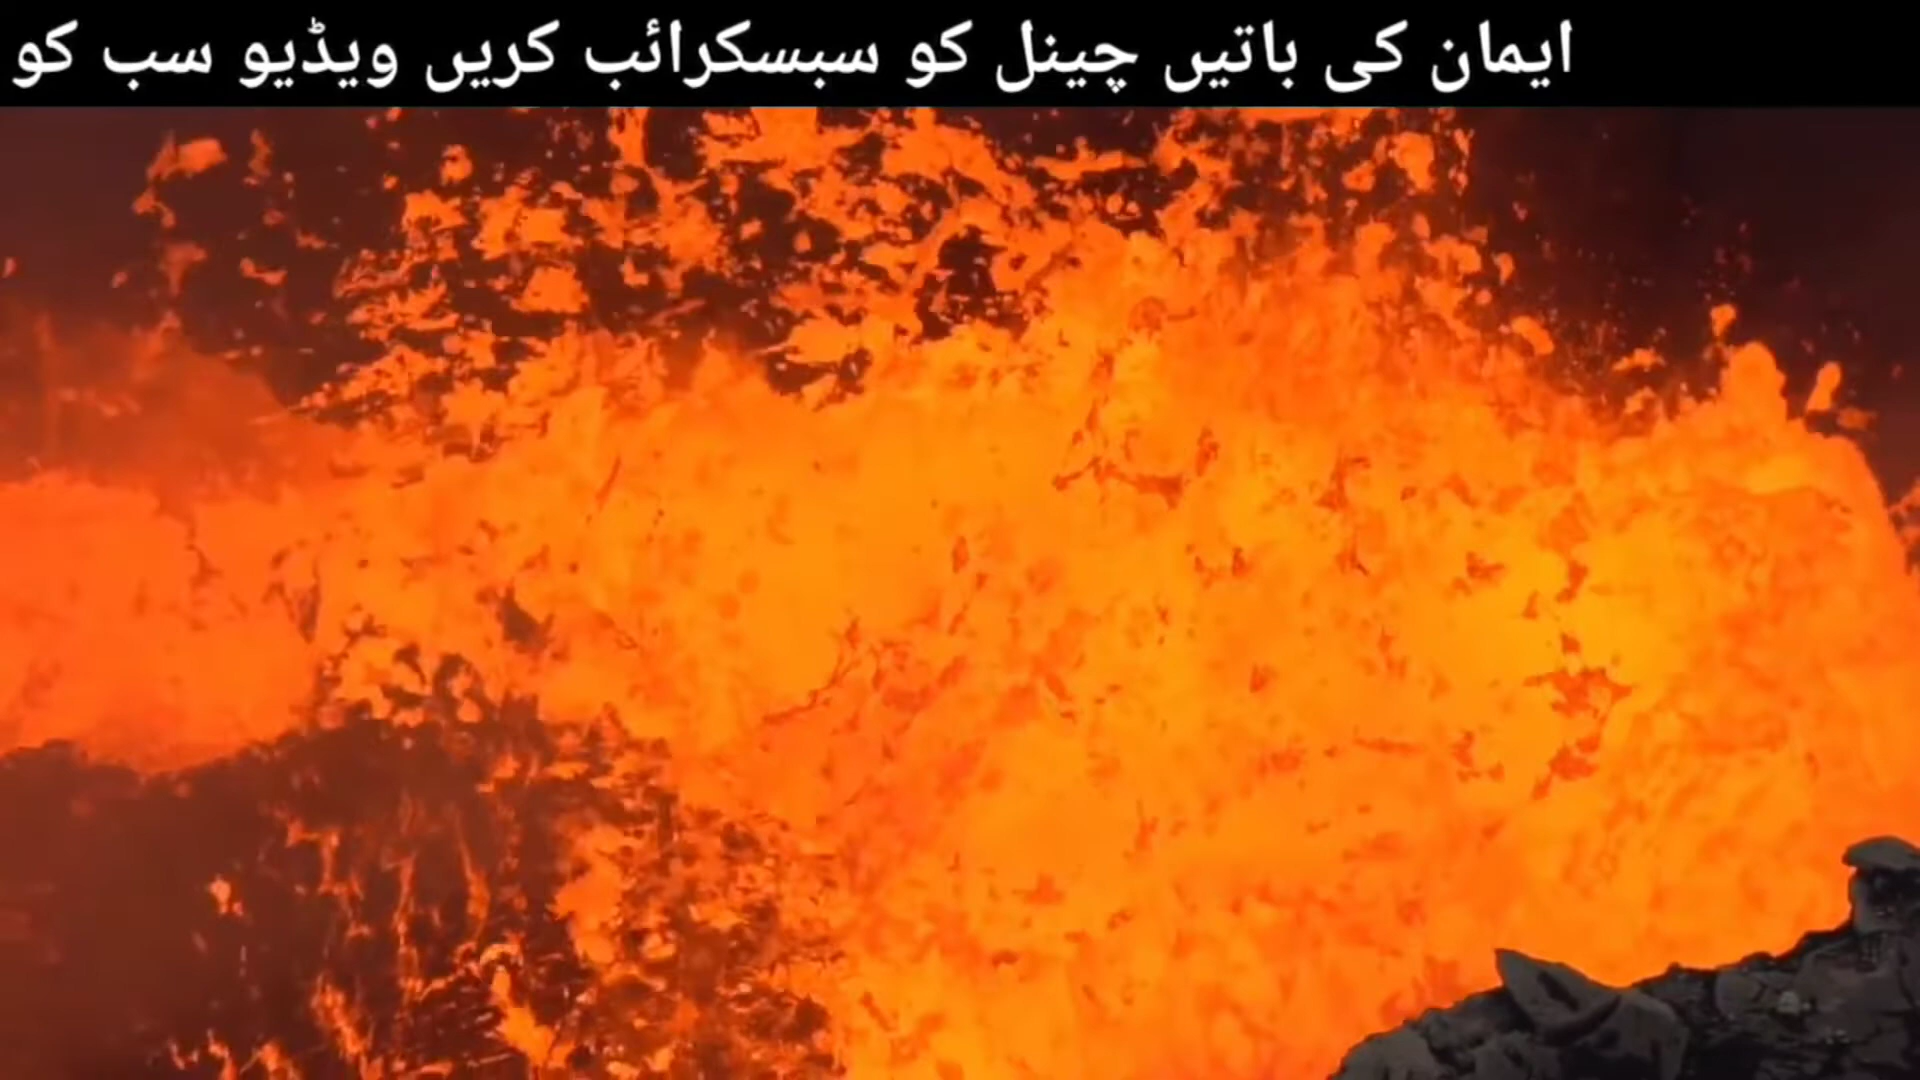 ایمان کی باتیں چینل کو سبسکرائب کریں ویڈیو سب کو